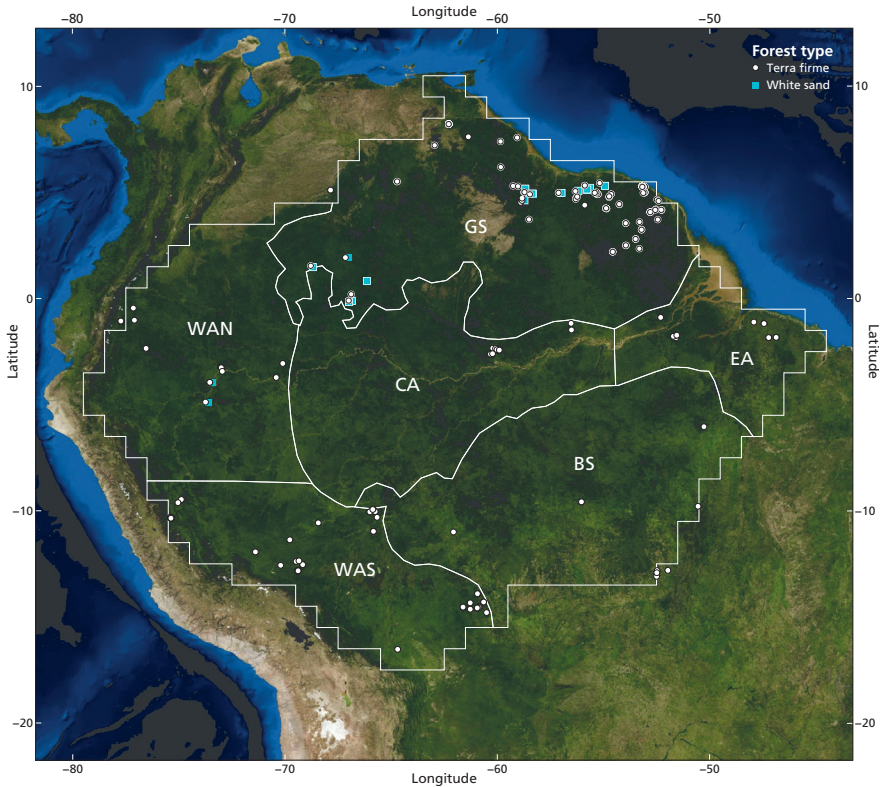 Longitude
−80 −70 −60 −50
Forest type
Terra firme
White sand
10 10
GS
0 0
WAN
EA
CA
Latitude Latitude
BS
−10 −10
WAS
−20 −20
−80 −70 −60 −50
Longitude